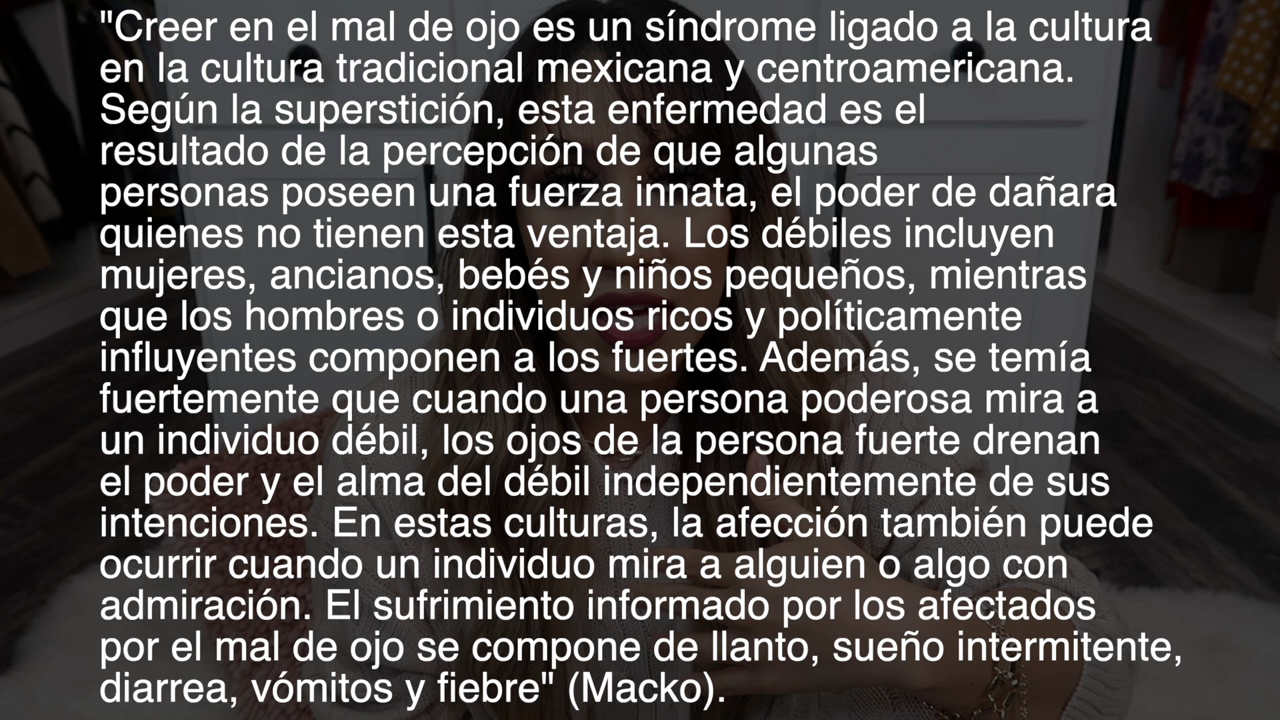 "Creer en el mal de ojo es un síndrome ligado a la cultura
en la cultura tradicional mexicana y centroamericana.
Según la superstición, esta enfermedad es el
resultado de la percepción de que algunas
personas poseen una fuerza innata, el poder de dañara
quienes no tienen esta ventaja. Los débiles incluyen
mujeres, ancianos, bebés y niños pequeños, mientras
que los hombres o individuos ricos y políticamente
influyentes componen a los fuertes. Además, se temía
fuertemente que cuando una persona poderosa mira a
un individuo débil, los ojos de la persona fuerte drenan
el poder y el alma del débil independientemente de sus
intenciones. En estas culturas, la afección también puede
ocurrir cuando un individuo mira a alguien o algo con
admiración. El sufrimiento informado por los afectados
por el mal de ojo se compone de llanto, sueño intermitente,
diarrea, vómitos y fiebre" (Macko).